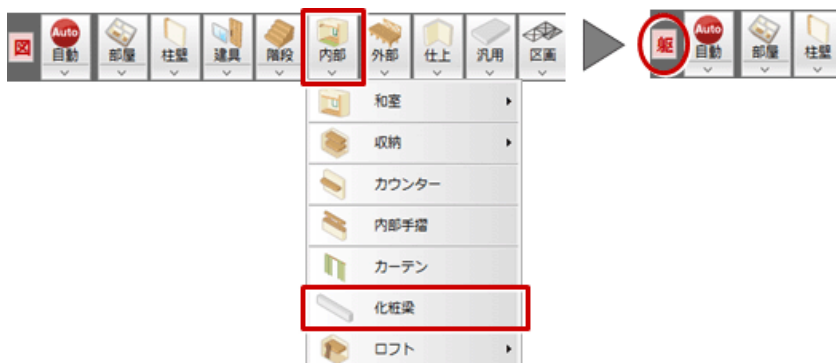 図 Auto 自動 部屋 柱壁 建具 階段 内部 外部 仕上 汎用 区画 躯 Auto 自動 部屋 柱壁
和室
収納
カウンター
内部手摺
カーテン
化粧梁
ロフト